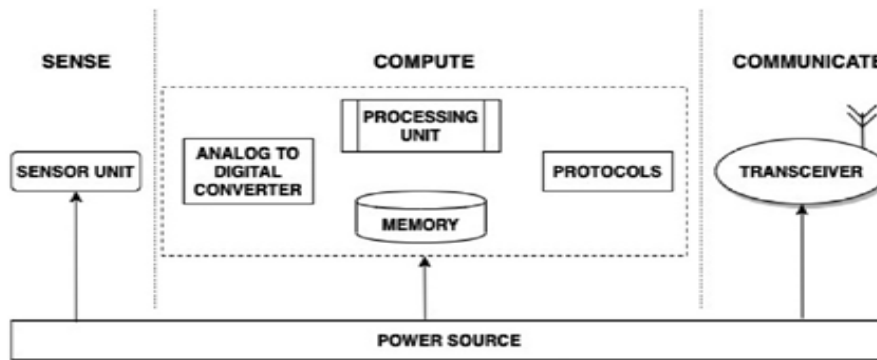 SENSE
COMPUTE
COMMUNICATE
SENSOR UNIT
ANALOG TO
DIGITAL
CONVERTER
PROCESSING
UNIT
MEMORY
PROTOCOLS
TRANSCEIVER
POWER SOURCE